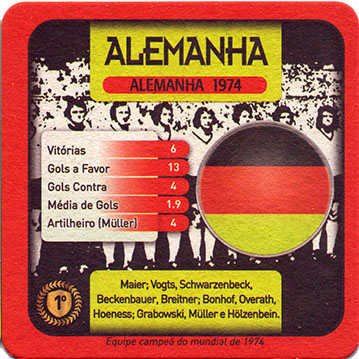 ALEMANHA
ALEMANHA 1974
Vitórias 6
Gols a Favor 13
Gols Contra 4
Média de Gols 1.9
Artilheiro (Müller) 4
1º
Maier; Vogts, Schwarzenbeck,
Beckenbauer, Breitner; Bonhof, Overath,
Hoeness; Grabowski, Müller e Hölzenbein.
Equipe campeã do mundial de 1974